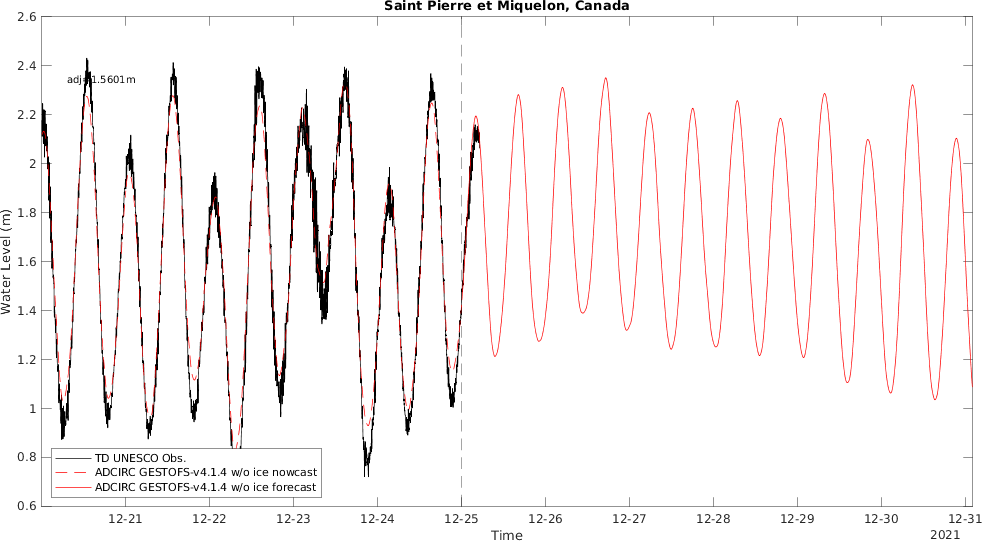 Saint Pierre et Miquelon, Canada
2.6
2.4
adj=1.5601m
2.2
2
1.8
Water Level (m)
1.6
1.4
1.2
1
0.8
0.6
TD UNESCO Obs.
ADCIRC GESTOFS-v4.1.4 w/o ice nowcast
ADCIRC GESTOFS-v4.1.4 w/o ice forecast
12-21 12-22 12-23 12-24 12-25 12-26 12-27 12-28 12-29 12-30 12-31
Time
2021